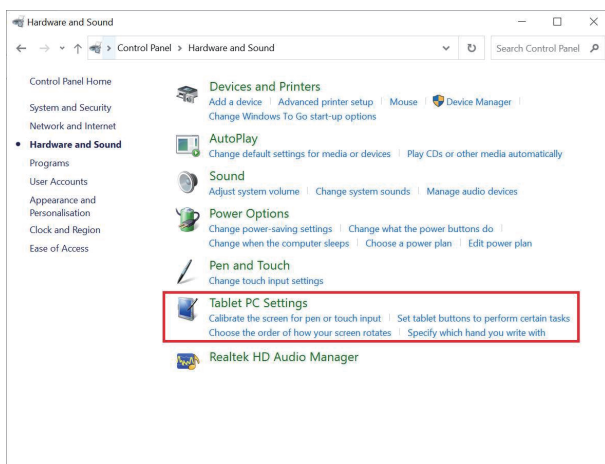 Hardware and Sound
Control Panel > Hardware and Sound
Search Control Panel
Control Panel Home
System and Security
Network and Internet
Hardware and Sound
Programs
User Accounts
Appearance and
Personalisation
Clock and Region
Ease of Access
Devices and Printers
Add a device | Advanced printer setup | Mouse | Device Manager |
Change Windows To Go start-up options
AutoPlay
Change default settings for media or devices | Play CDs or other media automatically
Sound
Adjust system volume | Change system sounds | Manage audio devices
Power Options
Change power-saving settings | Change what the power buttons do |
Change when the computer sleeps | Choose a power plan | Edit power plan
Pen and Touch
Change touch input settings
Tablet PC Settings
Calibrate the screen for pen or touch input | Set tablet buttons to perform certain tasks
Choose the order of how your screen rotates | Specify which hand you write with
Realtek HD Audio Manager